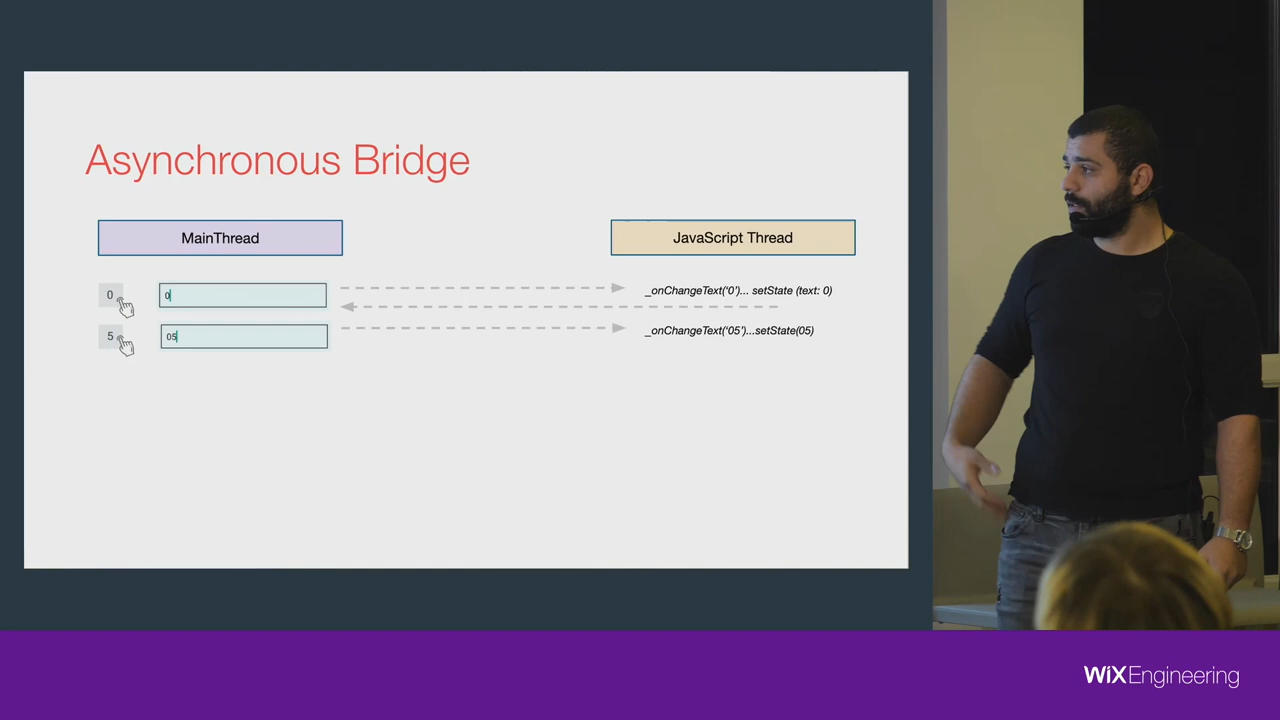 Asynchronous Bridge
MainThread
JavaScript Thread
0
0
_onChangeText('0')... setState (text: 0)
5
05
_onChangeText('05')...setState(05)
WiX Engineering